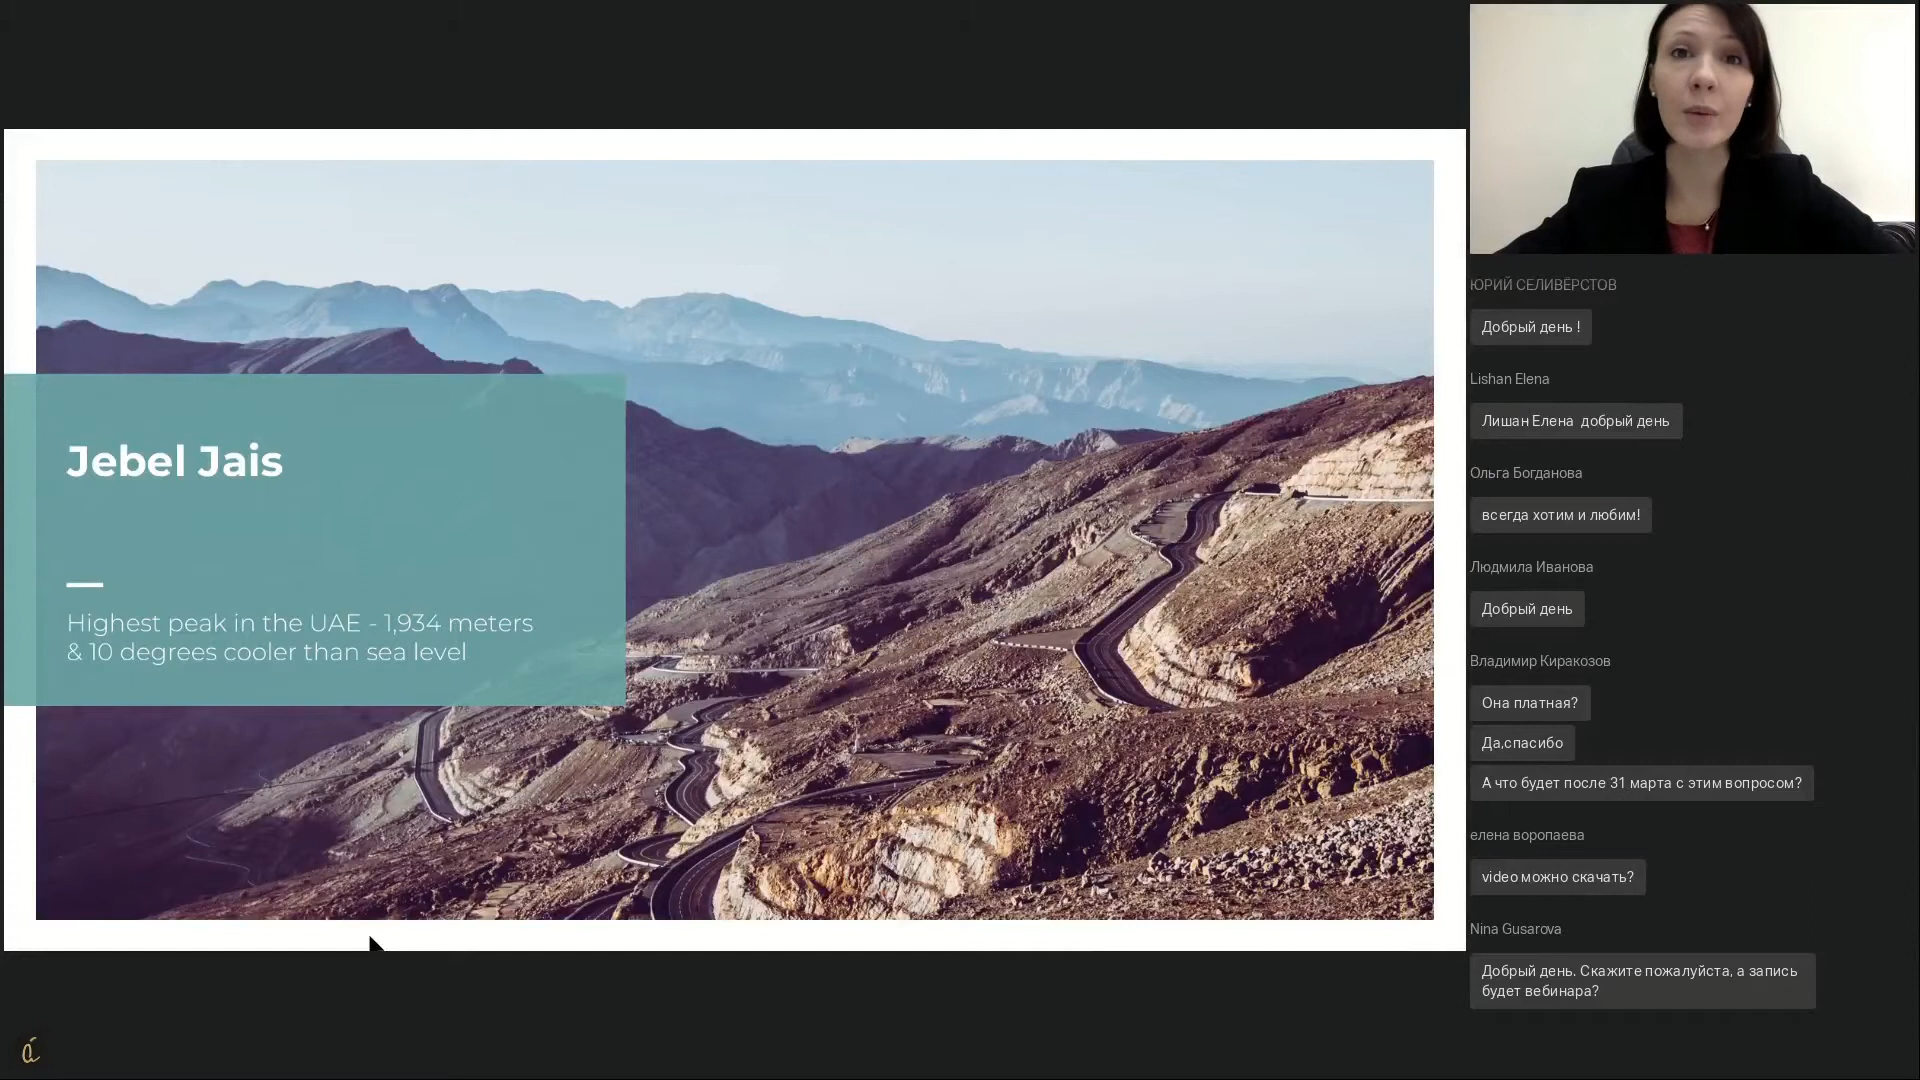 Jebel Jais
Highest peak in the UAE - 1,934 meters
& 10 degrees cooler than sea level
ЮРИЙ СЕЛИВЁРСТОВ
Добрый день !
Lishan Elena
Лишан Елена добрый день
Ольга Богданова
всегда хотим и любим!
Людмила Иванова
Добрый день
Владимир Киракозов
Она платная?
Да,спасибо
А что будет после 31 марта с этим вопросом?
елена воропаева
video можно скачать?
Nina Gusarova
Добрый день. Скажите пожалуйста, а запись
будет вебинара?
á